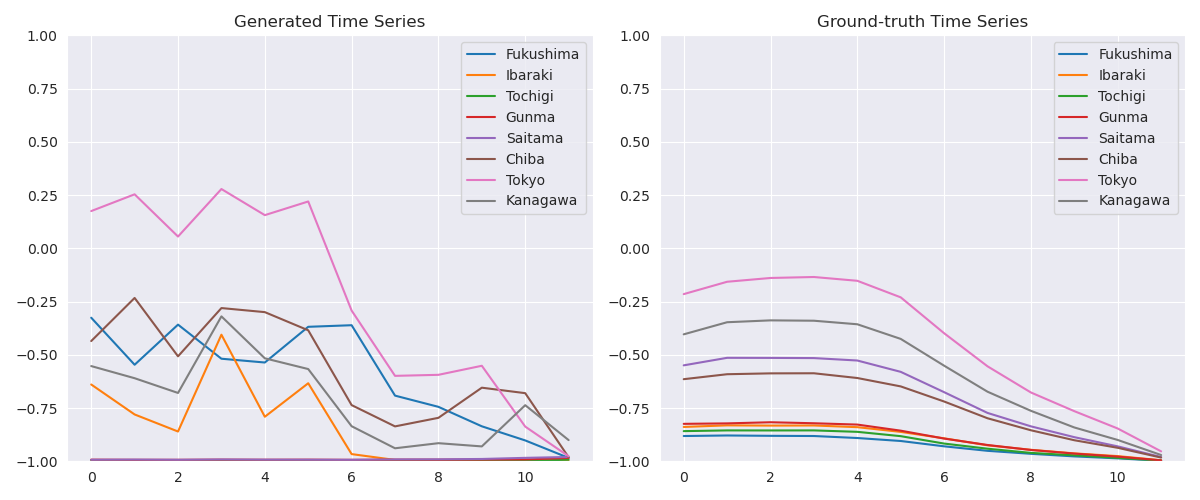 Generated Time Series
1.00
0.75
0.50
0.25
0.00
−0.25
−0.50
−0.75
−1.00
0 2 4 6 8 10
Fukushima
Ibaraki
Tochigi
Gunma
Saitama
Chiba
Tokyo
Kanagawa
Ground-truth Time Series
1.00
0.75
0.50
0.25
0.00
−0.25
−0.50
−0.75
−1.00
0 2 4 6 8 10
Fukushima
Ibaraki
Tochigi
Gunma
Saitama
Chiba
Tokyo
Kanagawa